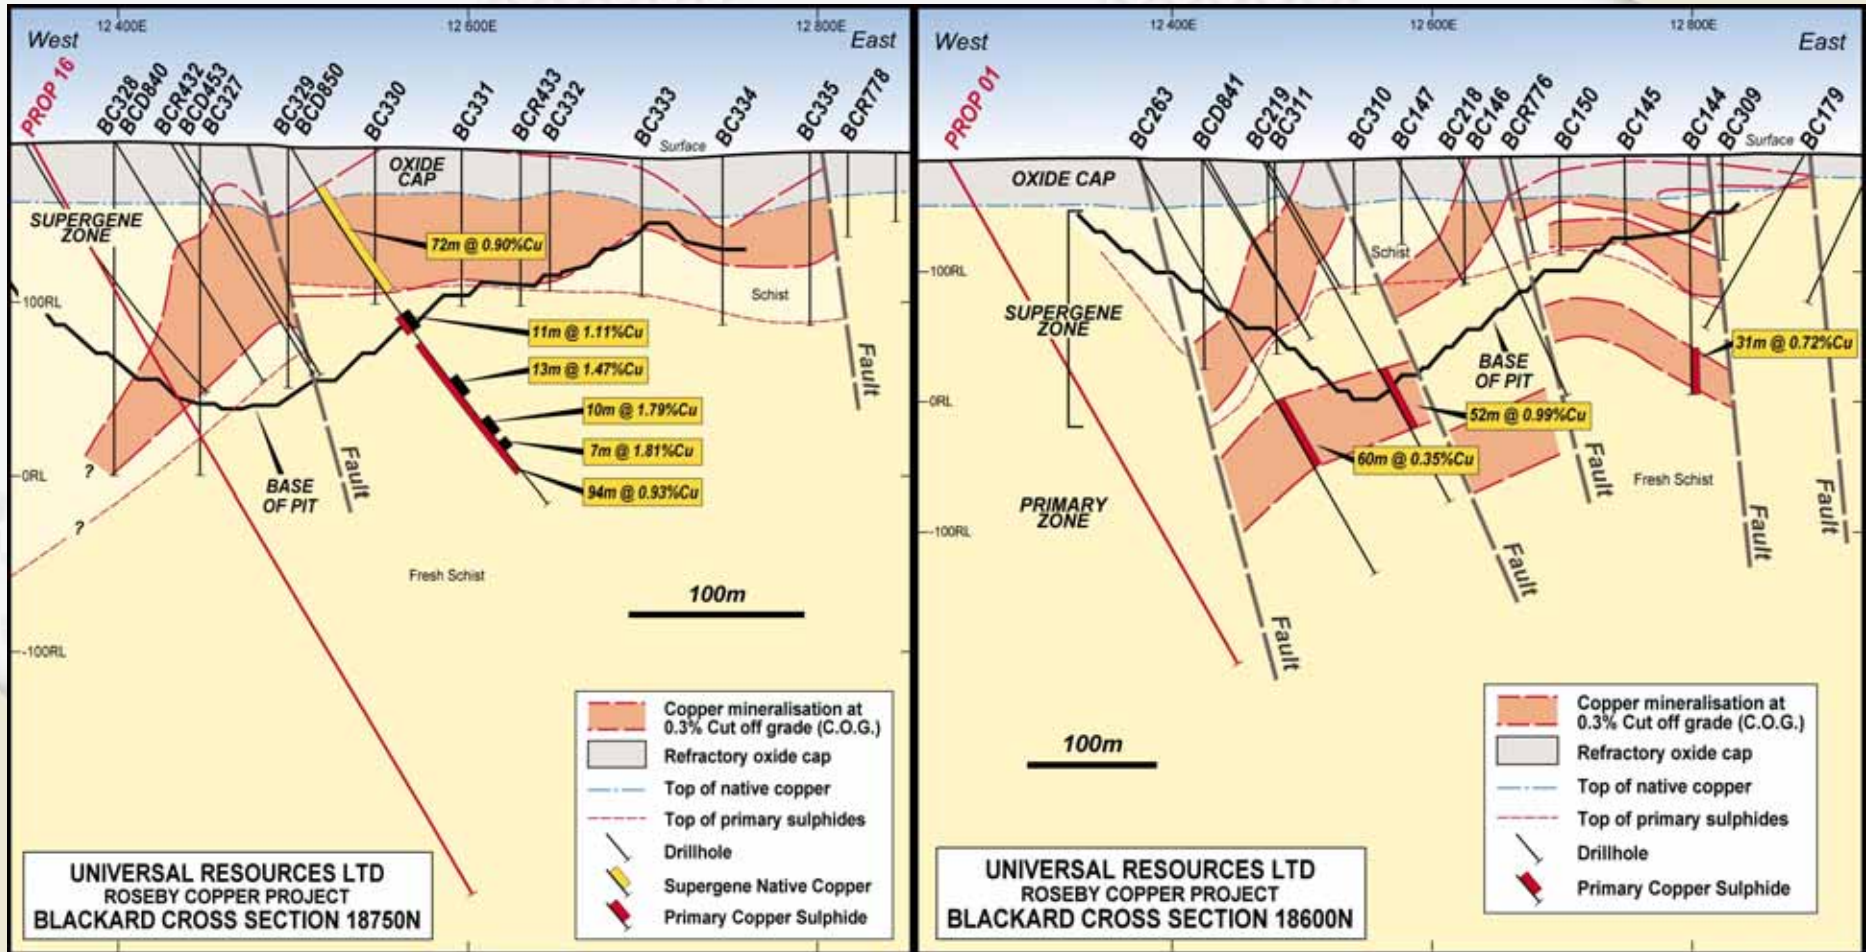 12 400E
12 600E
12 800E
West
East
PROP 16
BC328
BCD840
BCR432
BCD453
BC327
BC329
BCD850
BC330
BC331
BCR433
BC332
BC333
BC334
BC335
BCR778
Surface
OXIDE
CAP
SUPERGENE
ZONE
72m @ 0.90%Cu
Schist
100RL
11m @ 1.11%Cu
13m @ 1.47%Cu
10m @ 1.79%Cu
7m @ 1.81%Cu
94m @ 0.93%Cu
Fault
Fault
?
0RL
?
BASE
OF PIT
Fresh Schist
100m
-100RL
Copper mineralisation at
0.3% Cut off grade (C.O.G.)
Refractory oxide cap
Top of native copper
Top of primary sulphides
Drillhole
Supergene Native Copper
Primary Copper Sulphide
UNIVERSAL RESOURCES LTD
ROSEBY COPPER PROJECT
BLACKARD CROSS SECTION 18750N
12 400E
12 600E
12 800E
West
East
PROP 01
BC263
BCD841
BC219
BC311
BC310
BC147
BC218
BC146
BCR776
BC150
BC145
BC144
BC309
BC179
Surface
OXIDE CAP
Schist
100RL
SUPERGENE
ZONE
31m @ 0.72%Cu
BASE
OF PIT
0RL
52m @ 0.99%Cu
60m @ 0.35%Cu
Fault
Fresh Schist
PRIMARY
ZONE
-100RL
Fault
Fault
Fault
Fault
100m
Copper mineralisation at
0.3% Cut off grade (C.O.G.)
Refractory oxide cap
Top of native copper
Top of primary sulphides
Drillhole
Primary Copper Sulphide
UNIVERSAL RESOURCES LTD
ROSEBY COPPER PROJECT
BLACKARD CROSS SECTION 18600N